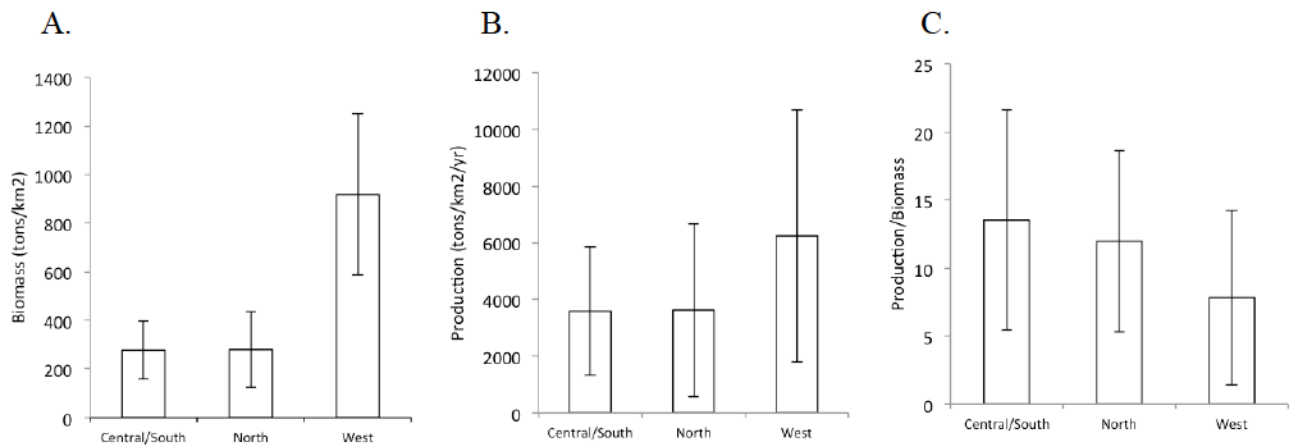 A.
Biomass (tons/km2)
1400
1200
1000
800
600
400
200
0
Central/South North West
B.
Production (tons/km2/yr)
12000
10000
8000
6000
4000
2000
0
Central/South North West
C.
Production/Biomass
25
20
15
10
5
0
Central/South North West